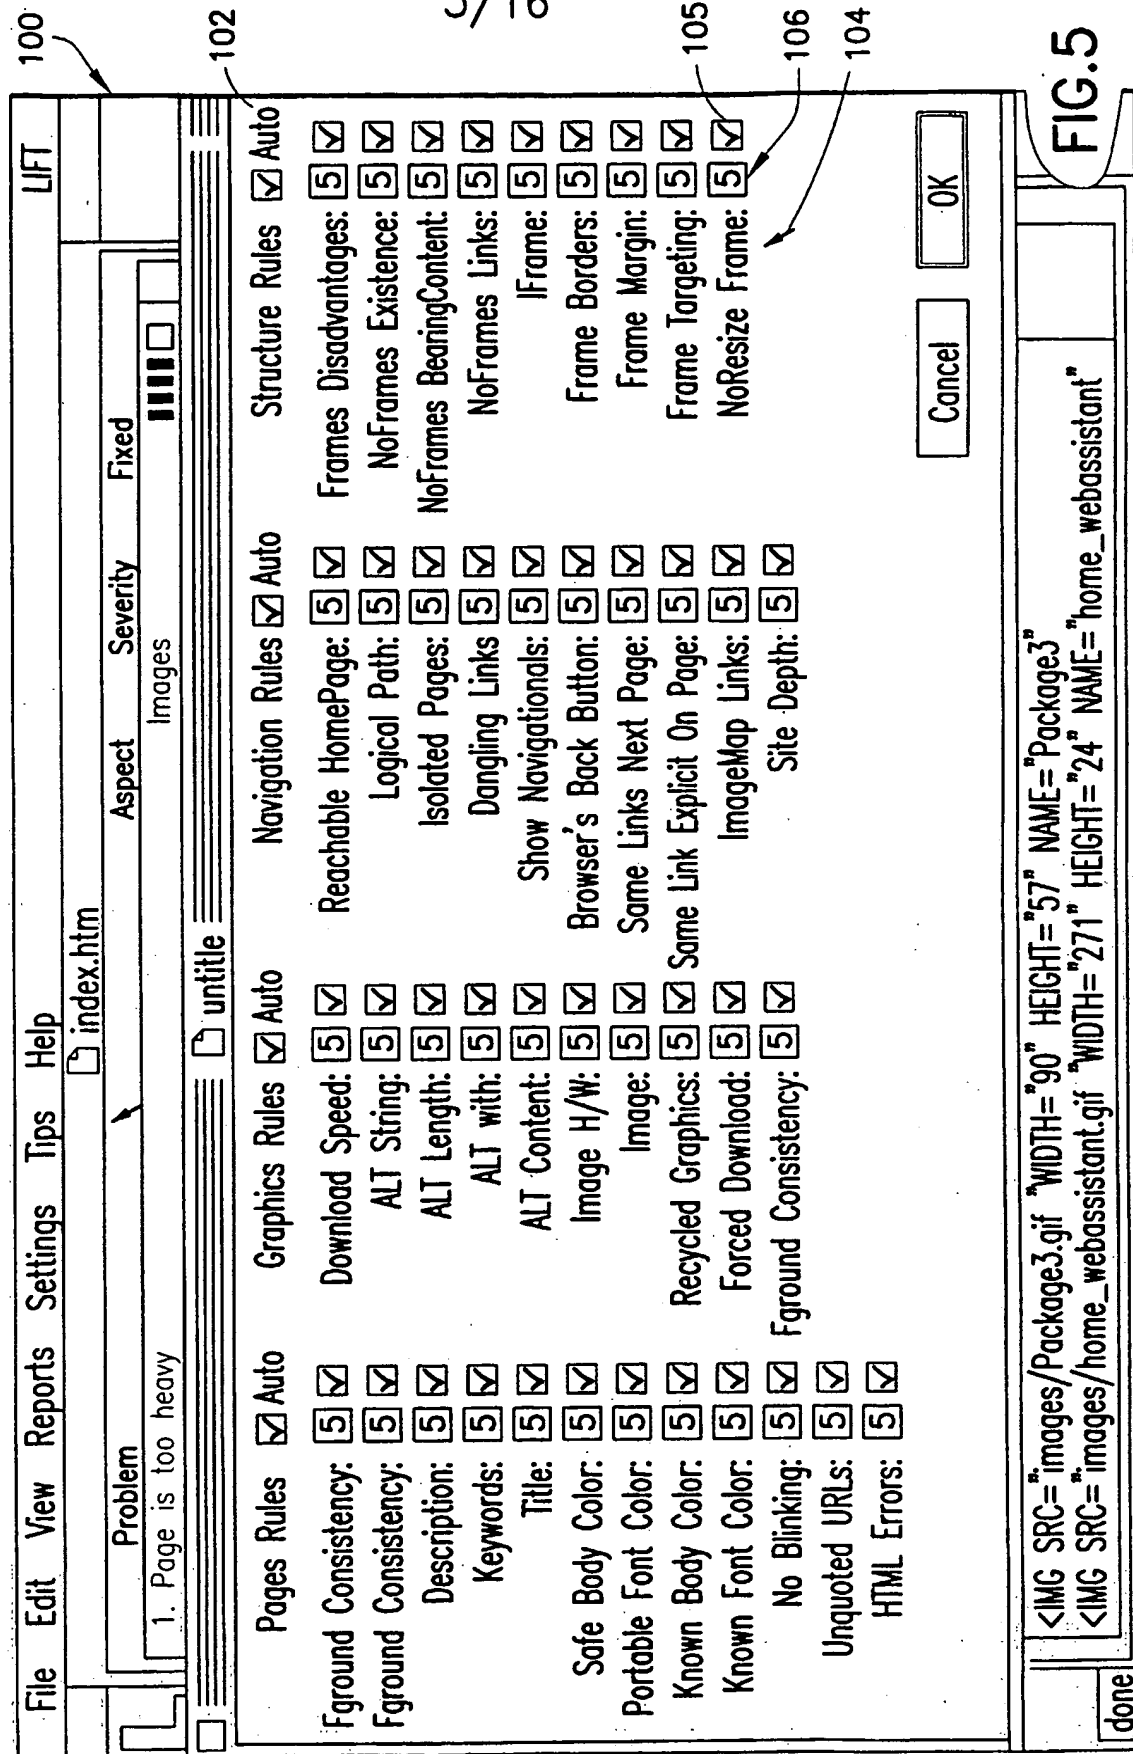 5/16
100
File Edit View Reports Settings Tips Help LIFT
index.htm
Problem Aspect Severity Fixed
1. Page is too heavy Images
untitle
102
Pages Rules Auto Graphics Rules Auto Navigation Rules Auto Structure Rules Auto
Fground Consistency: 5 Download Speed: 5 Reachable HomePage: 5 Frames Disadvantages: 5
Fground Consistency: 5 ALT String: 5 Logical Path: 5 NoFrames Existence: 5
Description: 5 ALT Length: 5 Isolated Pages: 5 NoFrames BearingContent: 5
Keywords: 5 ALT with: 5 Dangling Links 5 NoFrames Links: 5
Title: 5 ALT Content: 5 Show Navigationals: 5 IFrame: 5
Safe Body Color: 5 Image H/W: 5 Browser's Back Button: 5 Frame Borders: 5
Portable Font Color: 5 Image: 5 Same Links Next Page: 5 Frame Margin: 5
Known Body Color: 5 Recycled Graphics: 5 Same Link Explicit On Page: 5 Frame Targeting: 5
Known Font Color: 5 Forced Download: 5 ImageMap Links: 5 NoResize Frame: 5
No Blinking: 5 Fground Consistency: 5 Site Depth: 5
Unquoted URLs: 5
HTML Errors: 5
105
106
104
Cancel OK
<IMG SRC="images/Package3.gif "WIDTH="90" HEIGHT="57" NAME="Package3"
<IMG SRC="images/home_webassistant.gif "WIDTH="271" HEIGHT="24" NAME="home_webassistant"
done
FIG.5